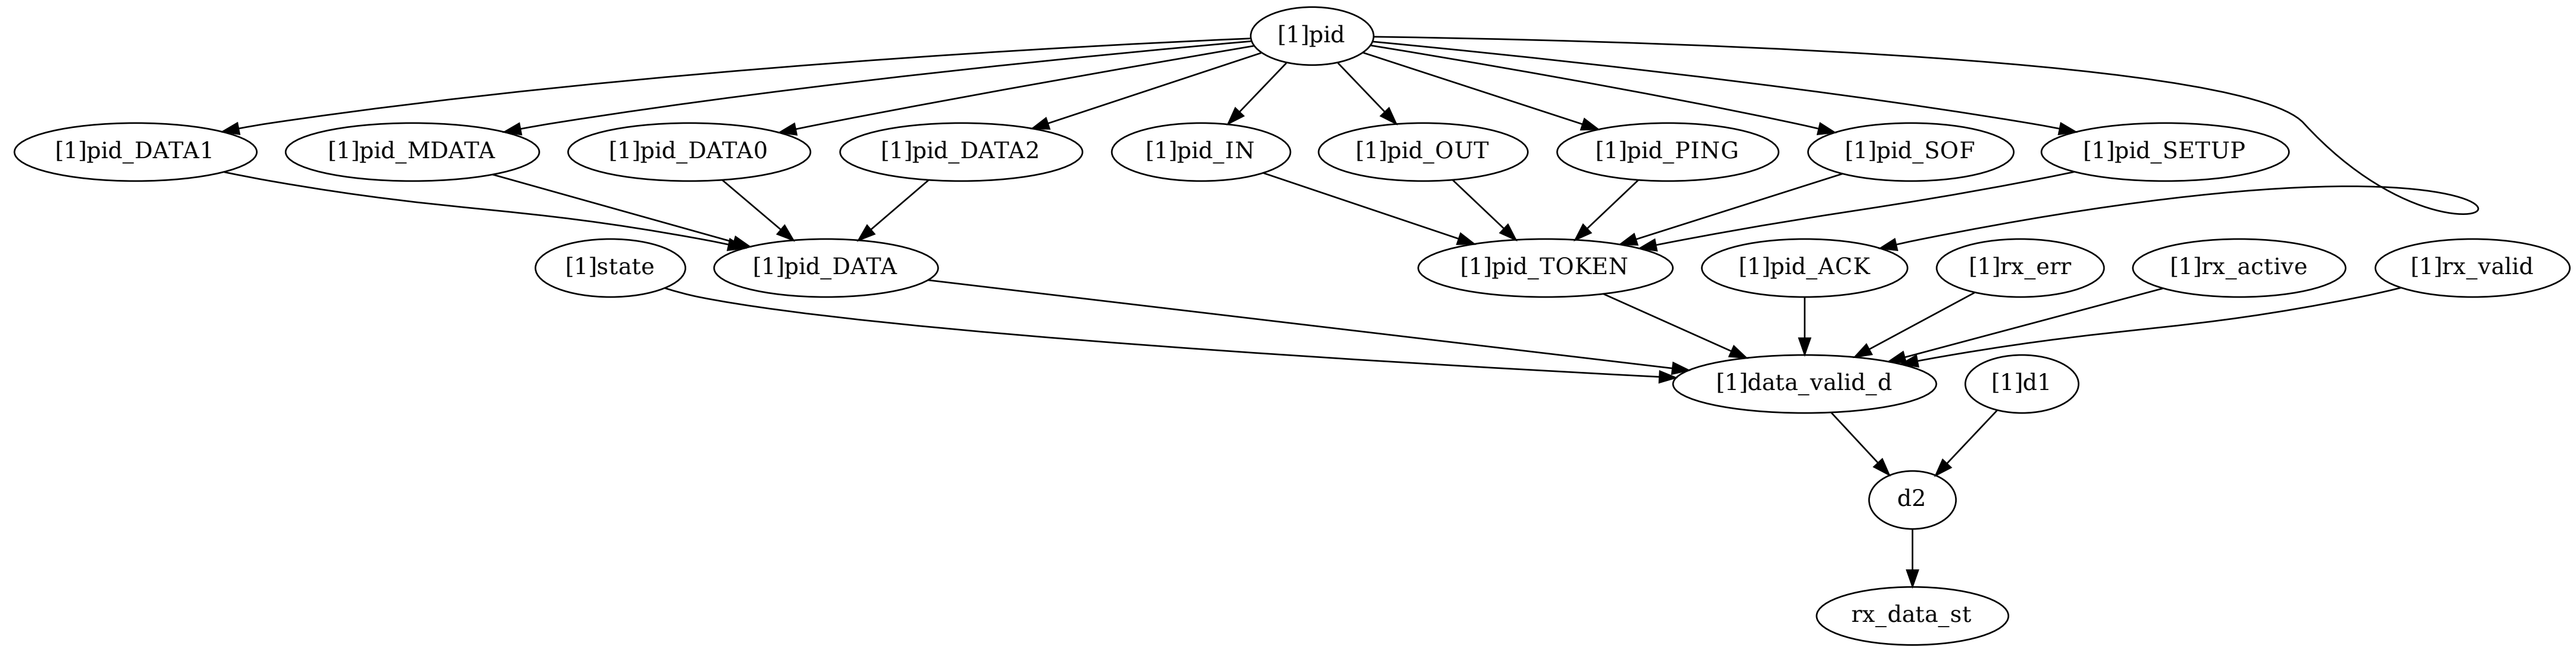 [1]pid
[1]pid_DATA1
[1]pid_MDATA
[1]pid_DATA0
[1]pid_DATA2
[1]pid_IN
[1]pid_OUT
[1]pid_PING
[1]pid_SOF
[1]pid_SETUP
[1]state
[1]pid_DATA
[1]pid_TOKEN
[1]pid_ACK
[1]rx_err
[1]rx_active
[1]rx_valid
[1]data_valid_d
[1]d1
d2
rx_data_st